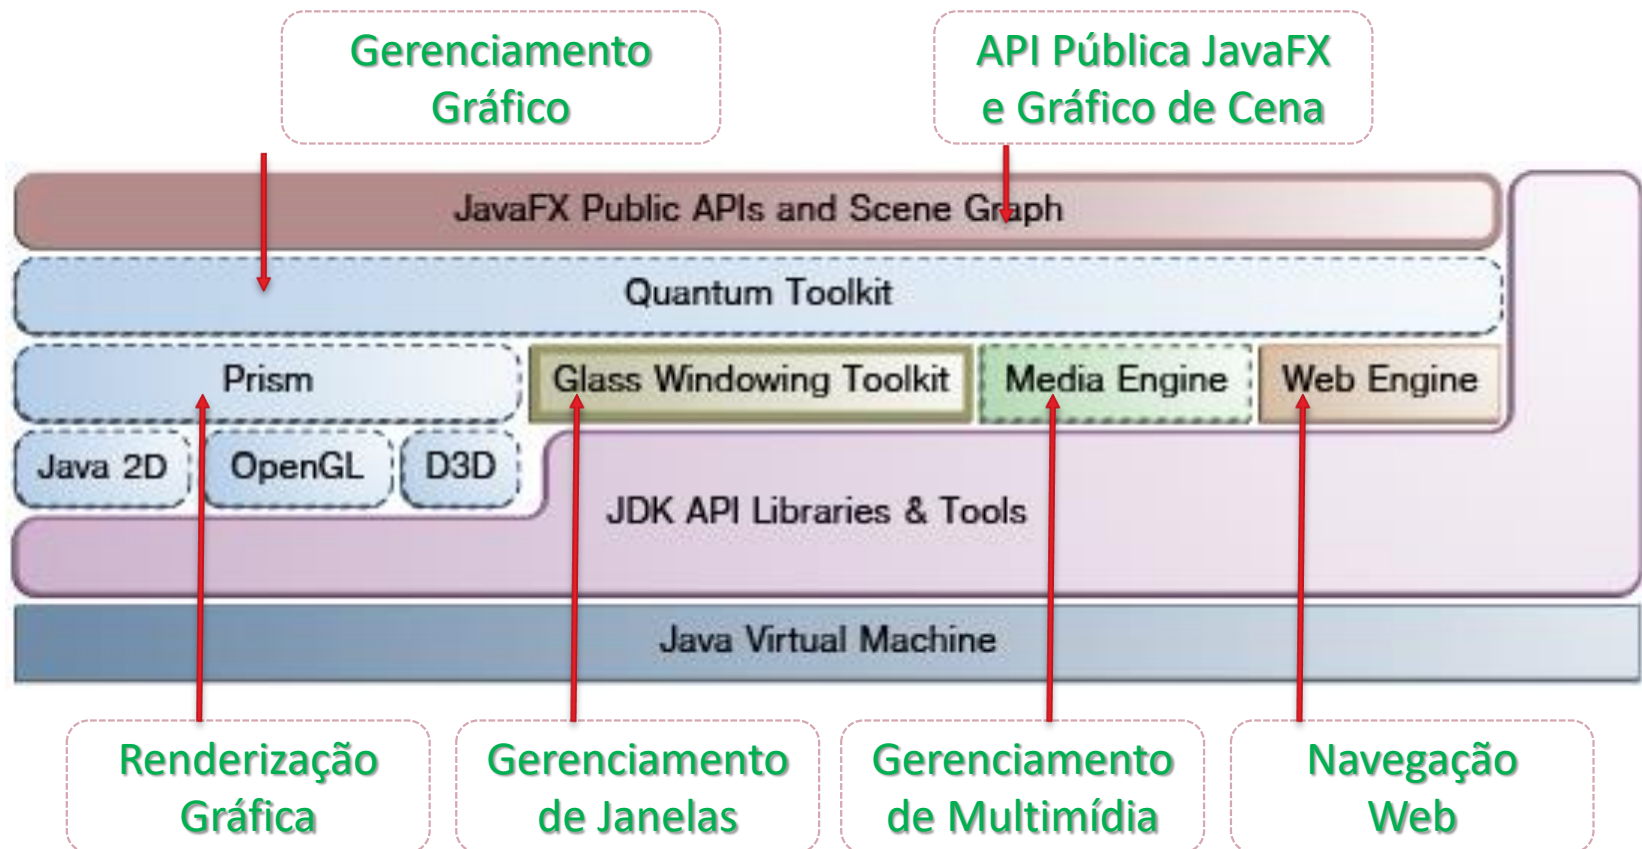 Gerenciamento
Gráfico
API Pública JavaFX
e Gráfico de Cena
JavaFX Public APIs and Scene Graph
Quantum Toolkit
Prism
Glass Windowing Toolkit
Media Engine
Web Engine
Java 2D
OpenGL
D3D
JDK API Libraries & Tools
Java Virtual Machine
Renderização
Gráfica
Gerenciamento
de Janelas
Gerenciamento
de Multimídia
Navegação
Web